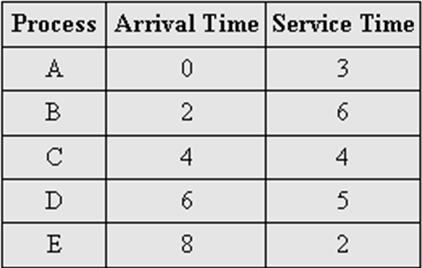 Process Arrival Time Service Time
A 0 3
B 2 6
C 4 4
D 6 5
E 8 2